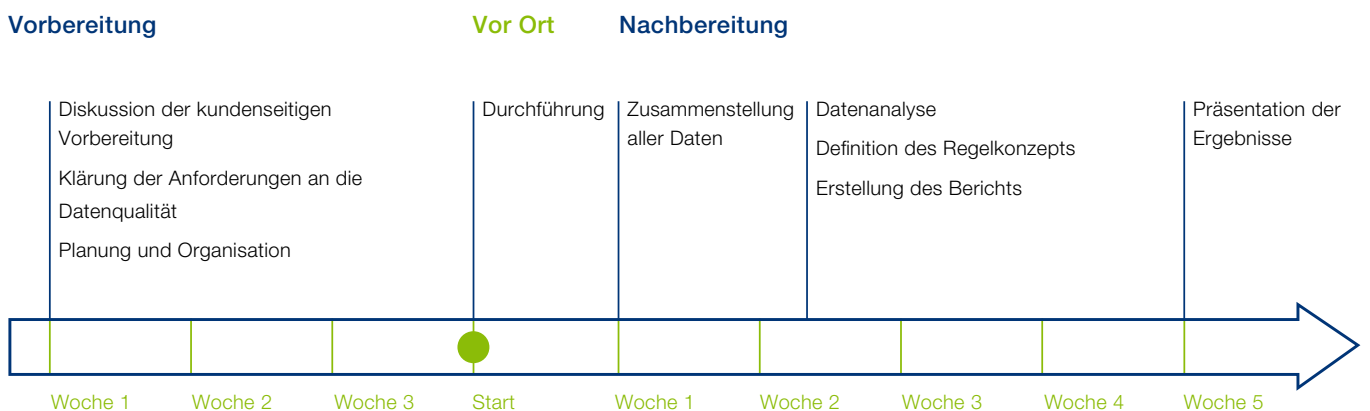 Vorbereitung
Vor Ort
Nachbereitung
Diskussion der kundenseitigen
Vorbereitung
Klärung der Anforderungen an die
Datenqualität
Planung und Organisation
Durchführung
Zusammenstellung
aller Daten
Datenanalyse
Definition des Regelkonzepts
Erstellung des Berichts
Präsentation der
Ergebnisse
Woche 1
Woche 2
Woche 3
Start
Woche 1
Woche 2
Woche 3
Woche 4
Woche 5